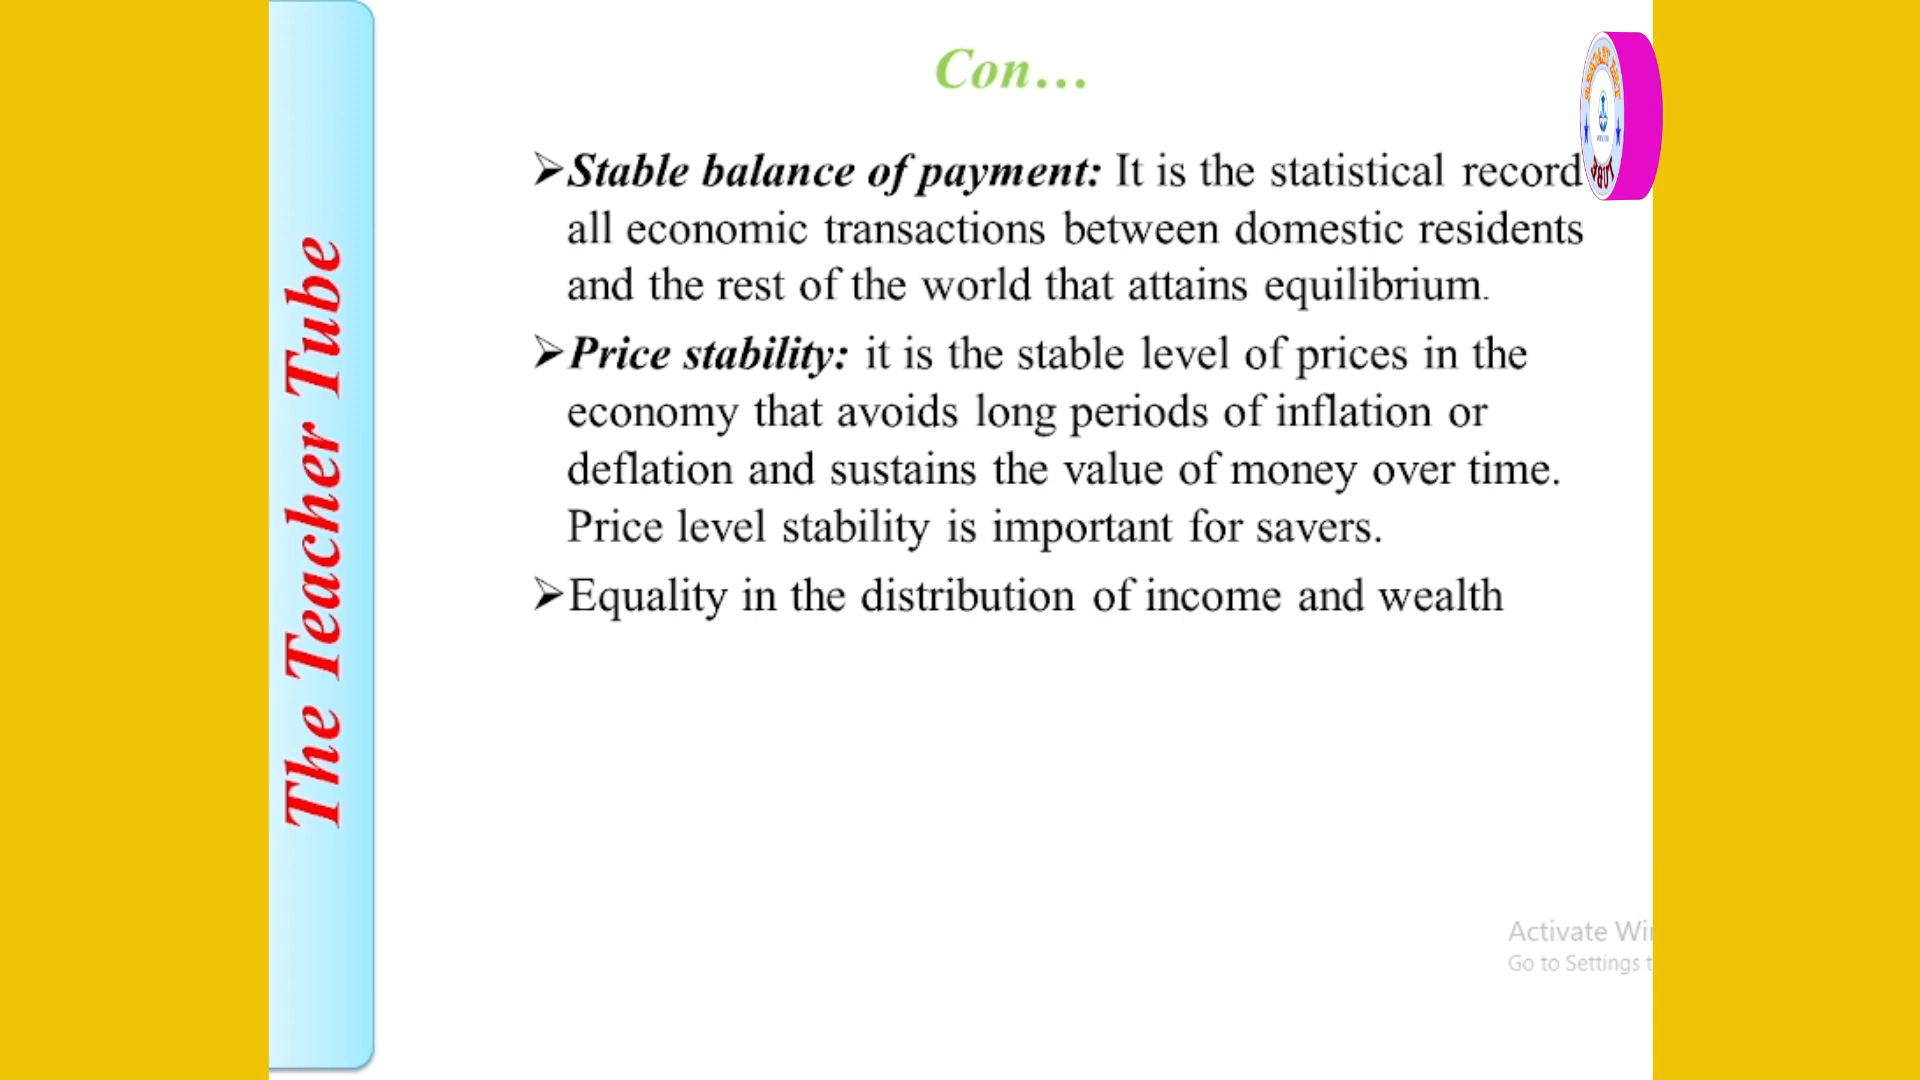 Con...
➢Stable balance of payment: It is the statistical record
all economic transactions between domestic residents
and the rest of the world that attains equilibrium.
➢Price stability: it is the stable level of prices in the
economy that avoids long periods of inflation or
deflation and sustains the value of money over time.
Price level stability is important for savers.
➢Equality in the distribution of income and wealth
The Teacher Tube
Activate Wi
Go to Settings t